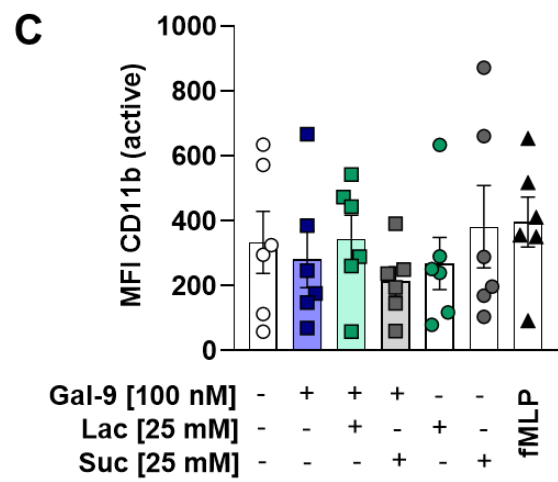 C
MFI CD11b (active)
1000
800
600
400
200
0
Gal-9 [100 nM] - + + + - - fMLP
Lac [25 mM] - - + - + -
Suc [25 mM] - - - + - +